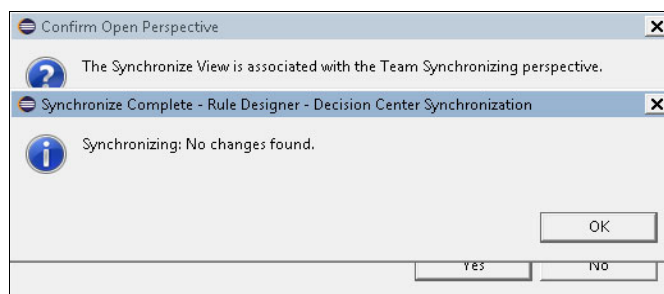 Confirm Open Perspective
The Synchronize View is associated with the Team Synchronizing perspective.
Synchronize Complete - Rule Designer - Decision Center Synchronization
Synchronizing: No changes found.
OK
Yes No